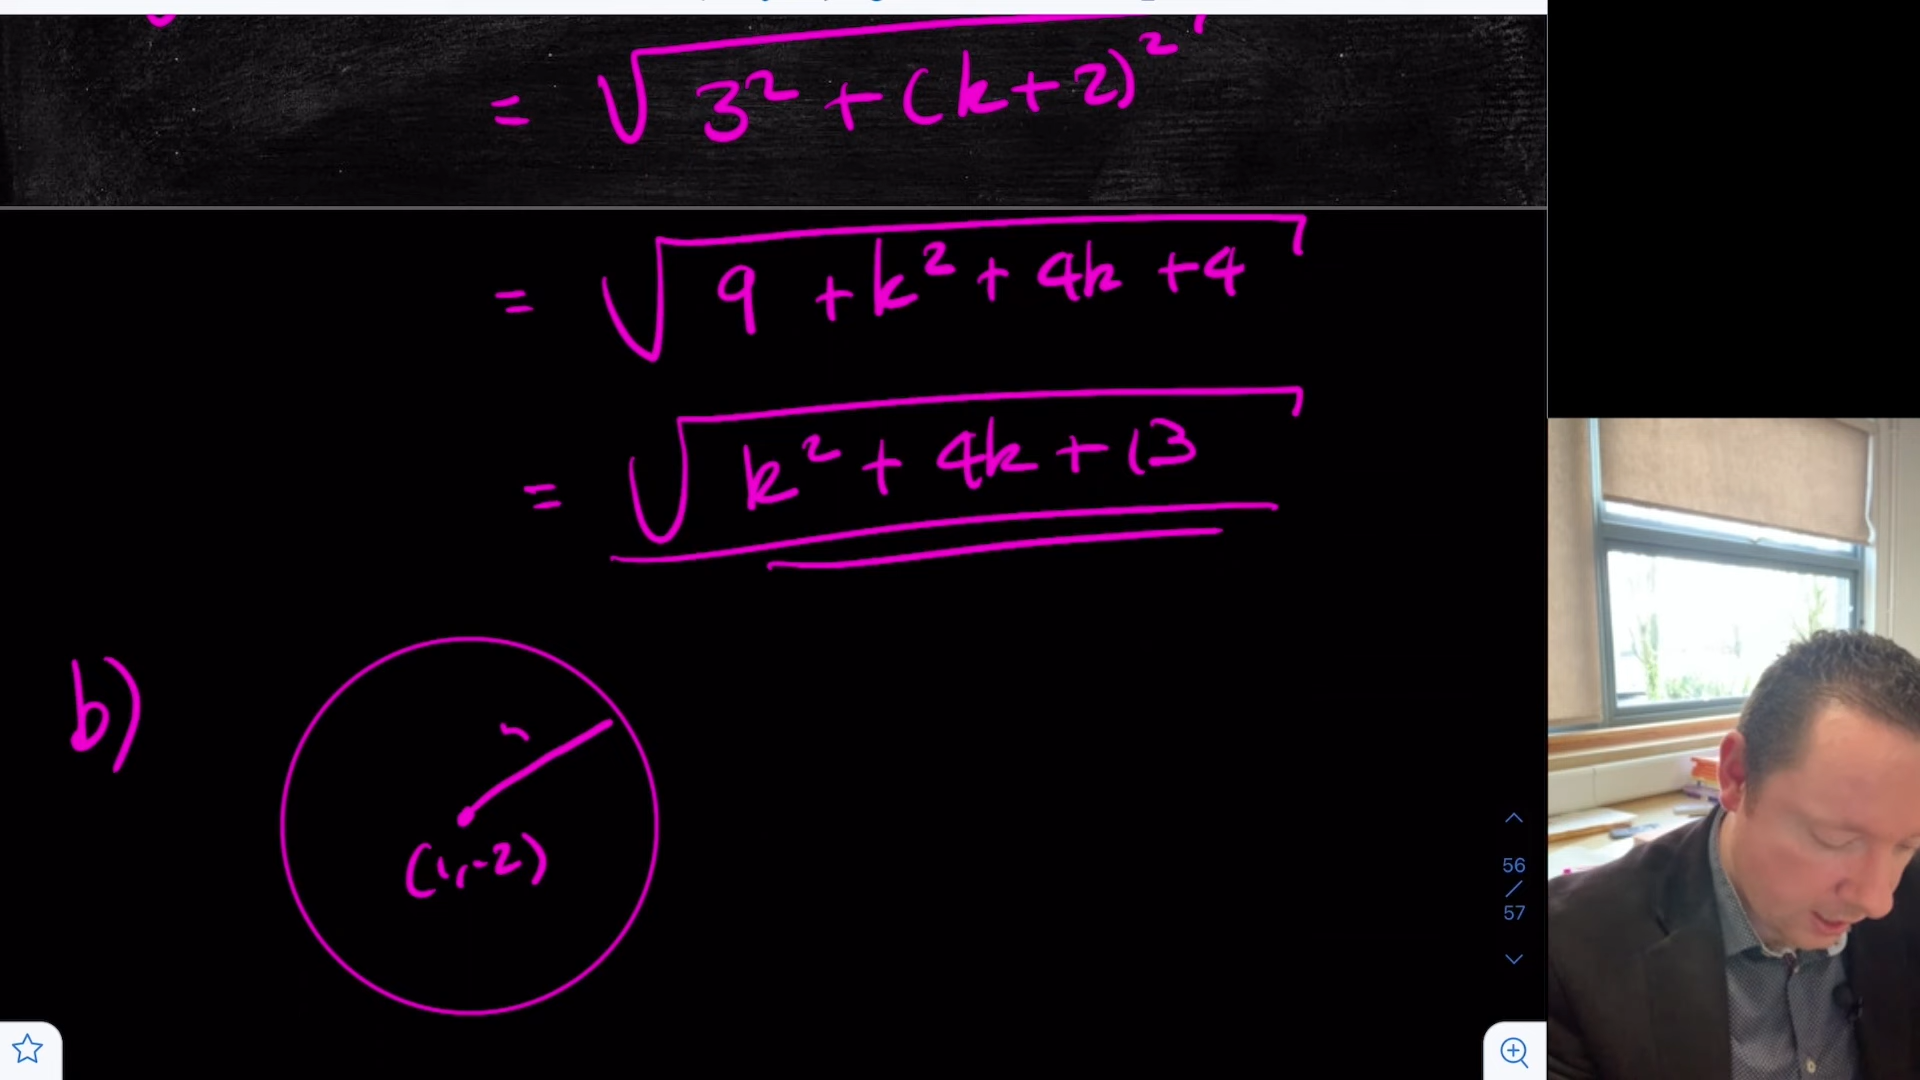 = √3² + (k+2)²
= √9 + k² + 4k + 4
= √k² + 4k + 13
b)
r
(1,-2)
56
/
57